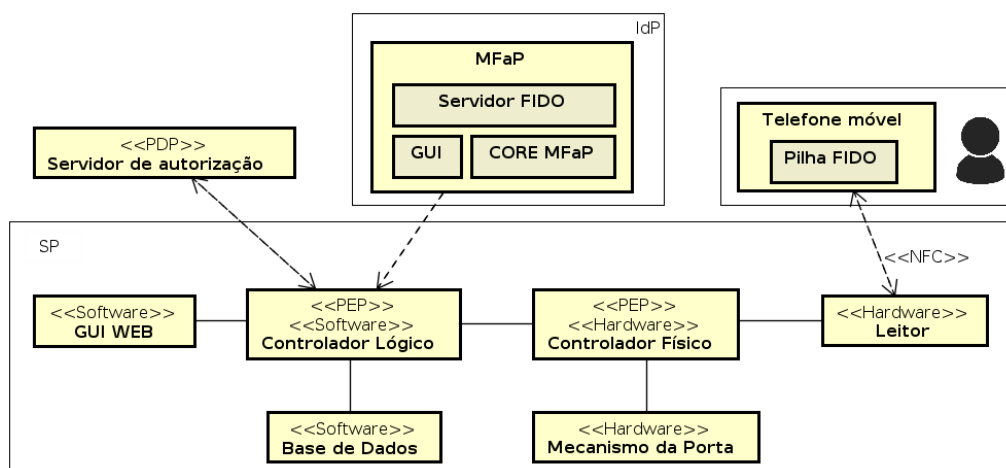 IdP
MFaP
Servidor FIDO
GUI
CORE MFaP
Telefone móvel
Pilha FIDO
<<PDP>>
Servidor de autorização
SP
<<NFC>>
<<Software>>
GUI WEB
<<PEP>>
<<Software>>
Controlador Lógico
<<PEP>>
<<Hardware>>
Controlador Físico
<<Hardware>>
Leitor
<<Software>>
Base de Dados
<<Hardware>>
Mecanismo da Porta